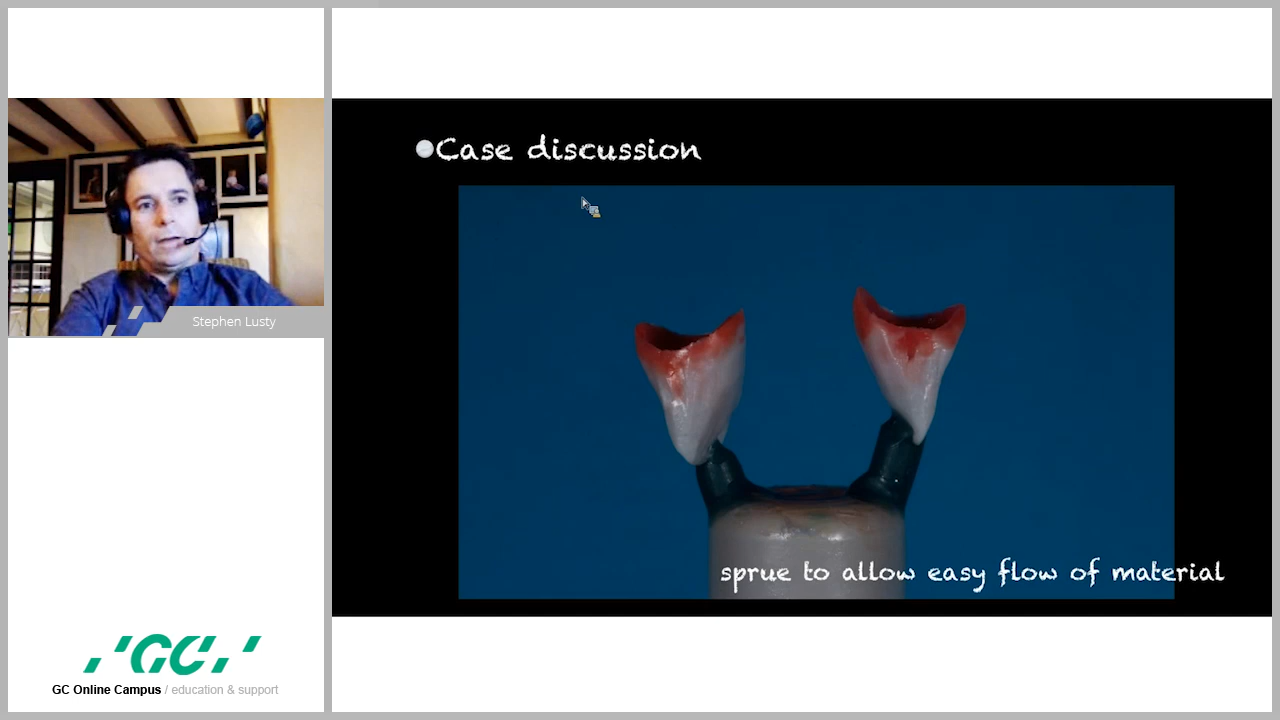 Case discussion
sprue to allow easy flow of material
Stephen Lusty
GC
GC Online Campus / education & support